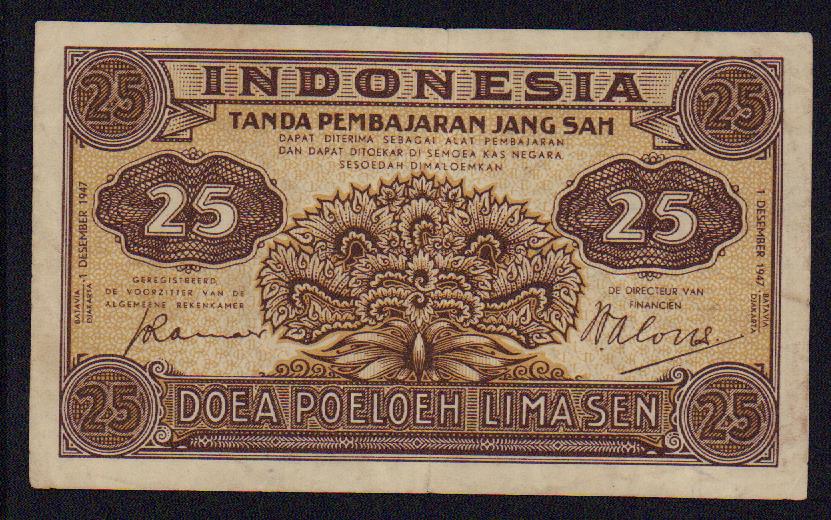 25 INDONESIA 25
TANDA PEMBAJARAN JANG SAH
DAPAT DITERIMA SEBAGAI ALAT PEMBAJARAN
DAN DAPAT DITOEKAR DI SEMOEA KAS NEGARA
SESOEDAH DIMALOEMKAN
25 25
BATAVIA 1 DESEMBER 1947
DJAKARTA
1 DESEMBER 1947 BATAVIA
DJAKARTA
GEREGISTREERD,
DE VOORZITTER VAN DE
ALGEMEENE REKENKAMER
DE DIRECTEUR VAN
FINANCIËN
25 DOEA POELOEH LIMA SEN 25